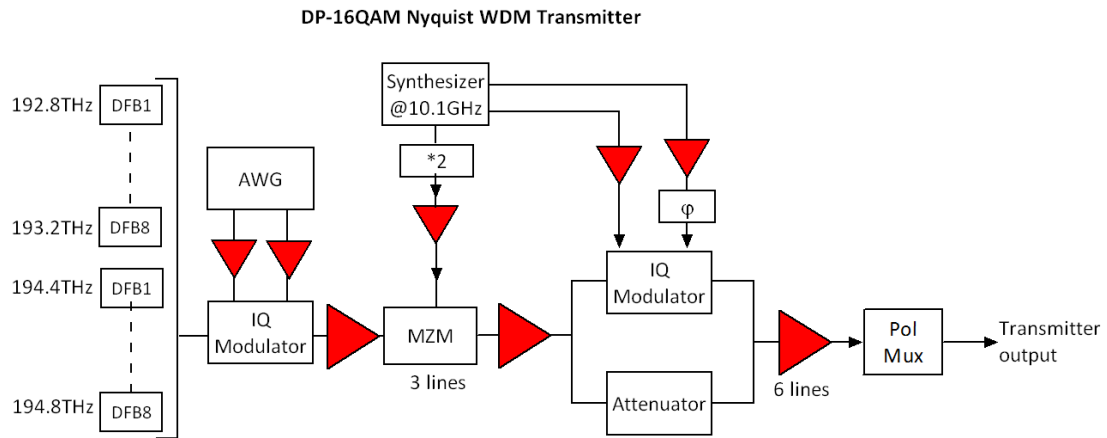 DP-16QAM Nyquist WDM Transmitter
192.8THz
DFB1
193.2THz
DFB8
194.4THz
DFB1
194.8THz
DFB8
AWG
IQ
Modulator
Synthesizer
@10.1GHz
*2
MZM
3 lines
φ
IQ
Modulator
Attenuator
6 lines
Pol
Mux
Transmitter
output